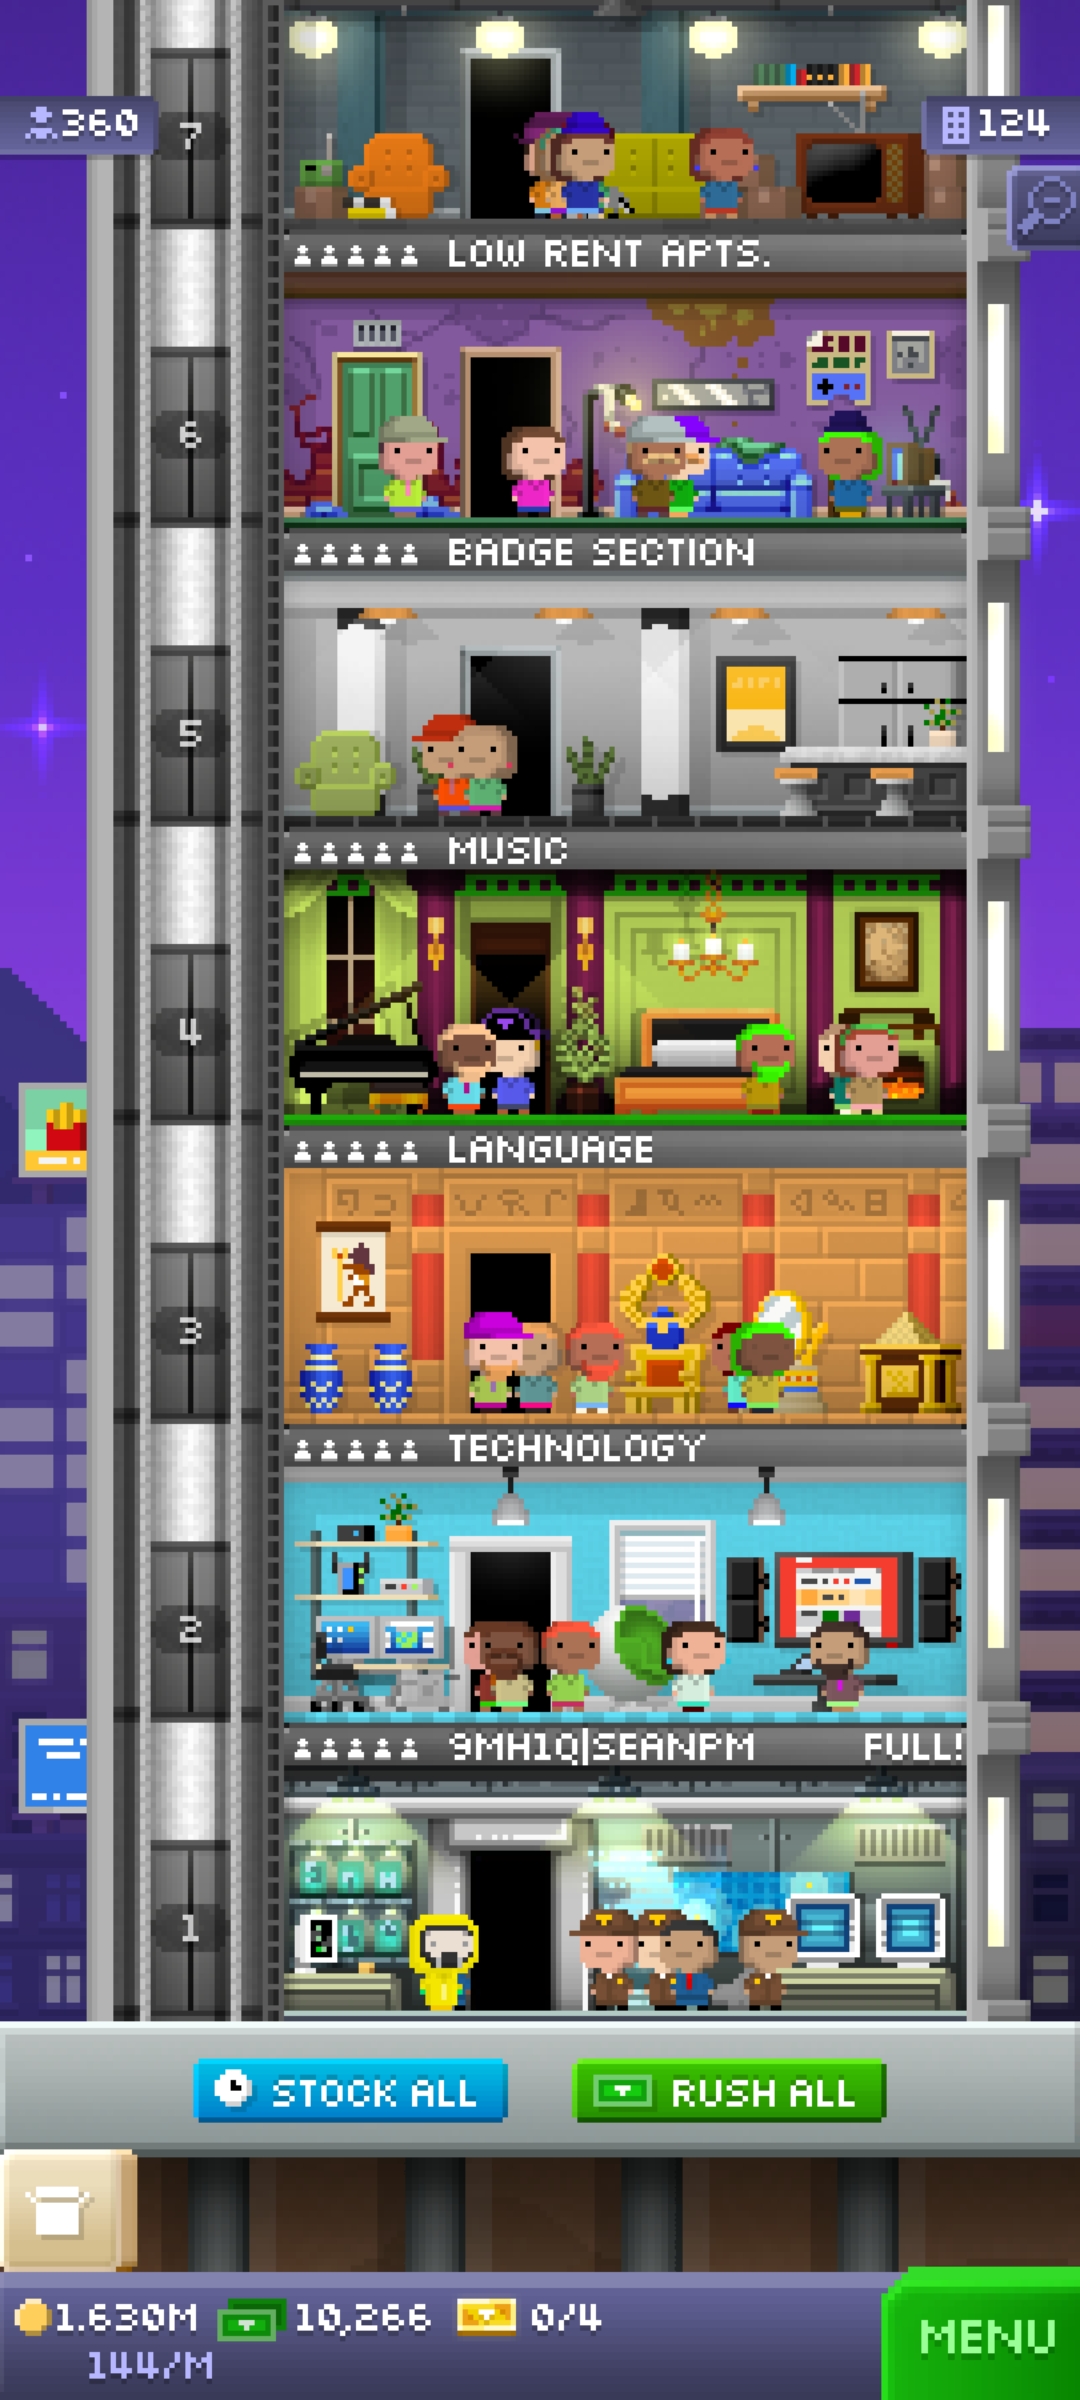 360
7
124
LOW RENT APTS.
6
BADGE SECTION
5
MUSIC
4
LANGUAGE
3
TECHNOLOGY
2
9MH1Q|SEANPM FULL!
1
STOCK ALL
RUSH ALL
1.630M 10,266 0/4
144/M
MENU